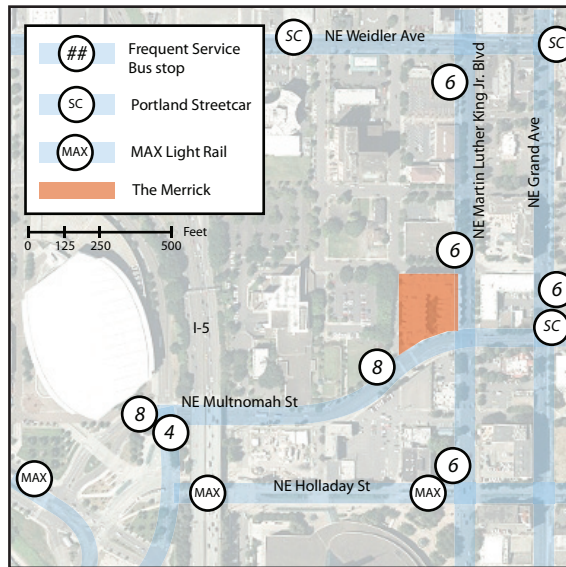 ##
Frequent Service
Bus stop
SC
Portland Streetcar
MAX
MAX Light Rail
The Merrick
0 125 250 500
Feet
SC
NE Weidler Ave
SC
6
NE Martin Luther King Jr. Blvd
NE Grand Ave
6
6
SC
I-5
8
NE Multnomah St
8
4
6
MAX
MAX
NE Holladay St
MAX